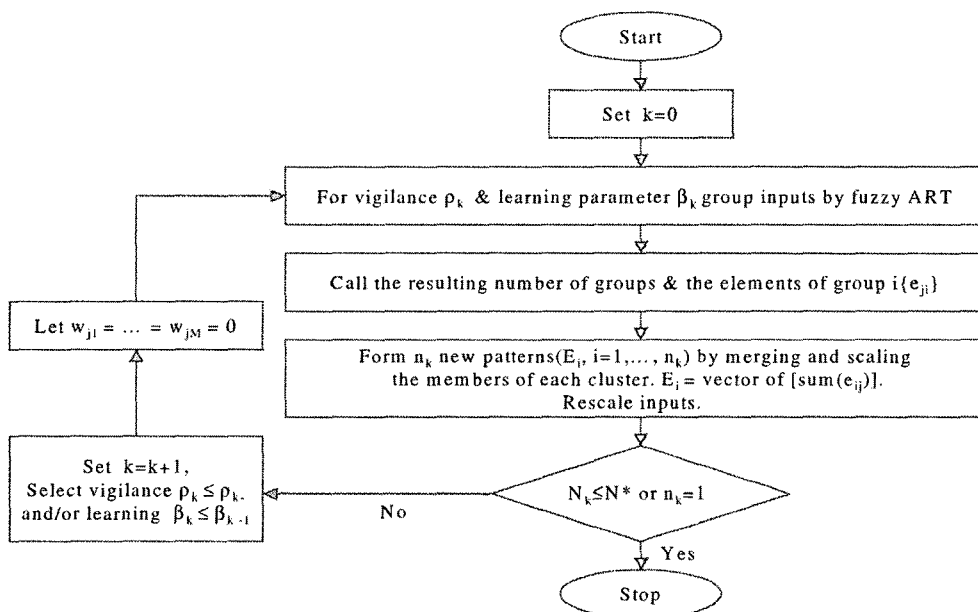 Start
Set k=0
For vigilance ρₖ & learning parameter βₖ group inputs by fuzzy ART
Call the resulting number of groups & the elements of group i{eⱼᵢ}
Form nₖ new patterns(Eᵢ, i=1,..., nₖ) by merging and scaling
the members of each cluster. Eᵢ = vector of [sum(eᵢⱼ)].
Rescale inputs.
Nₖ≤N* or nₖ=1
Yes
Stop
No
Set k=k+1,
Select vigilance ρₖ ≤ ρₖ₋
and/or learning βₖ ≤ βₖ₋₁
Let wⱼ₁ = ... = wⱼM = 0